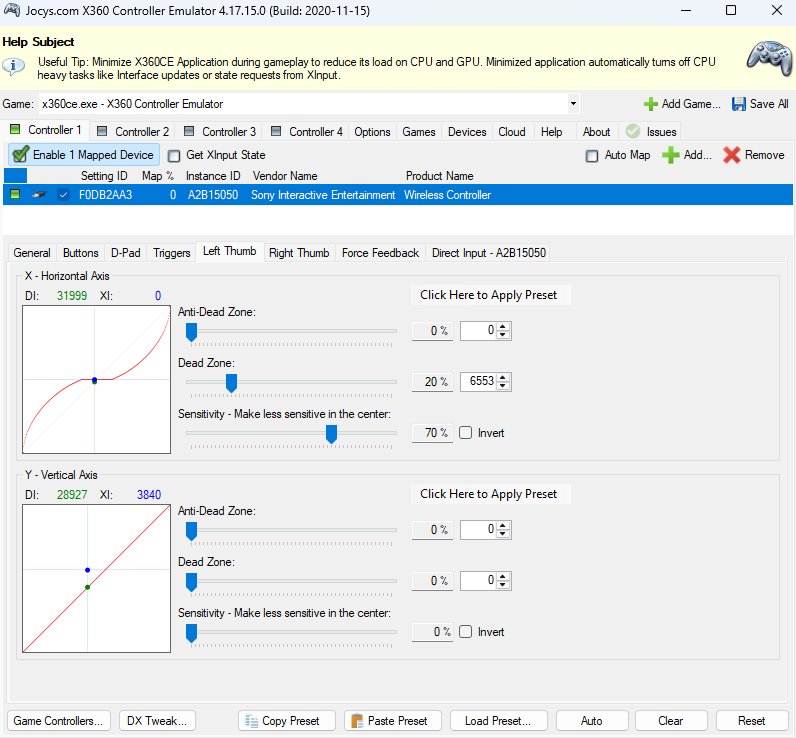 Jocys.com X360 Controller Emulator 4.17.15.0 (Build: 2020-11-15)
Help Subject
Useful Tip: Minimize X360CE Application during gameplay to reduce its load on CPU and GPU. Minimized application automatically turns off CPU
heavy tasks like Interface updates or state requests from XInput.
Game: x360ce.exe - X360 Controller Emulator Add Game... Save All
Controller 1 Controller 2 Controller 3 Controller 4 Options Games Devices Cloud Help About Issues
Enable 1 Mapped Device Get XInput State Auto Map Add... Remove
Setting ID Map % Instance ID Vendor Name Product Name
F0DB2AA3 0 A2B15050 Sony Interactive Entertainment Wireless Controller
General Buttons D-Pad Triggers Left Thumb Right Thumb Force Feedback Direct Input - A2B15050
X - Horizontal Axis
DI: 31999 XI: 0 Click Here to Apply Preset
Anti-Dead Zone:
0 % 0
Dead Zone:
20 % 6553
Sensitivity - Make less sensitive in the center:
70 % Invert
Y - Vertical Axis
DI: 28927 XI: 3840 Click Here to Apply Preset
Anti-Dead Zone:
0 % 0
Dead Zone:
0 % 0
Sensitivity - Make less sensitive in the center:
0 % Invert
Game Controllers... DX Tweak... Copy Preset Paste Preset Load Preset... Auto Clear Reset